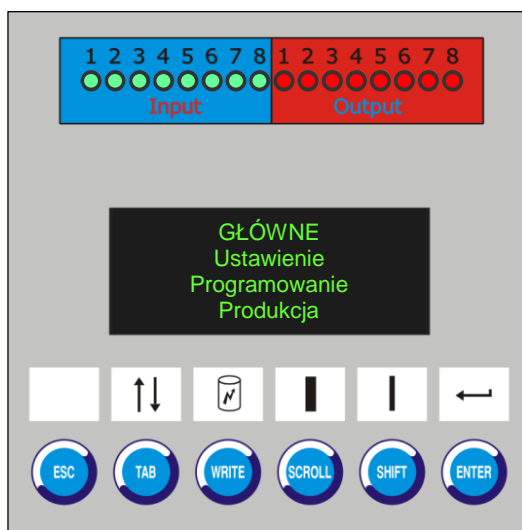 1 2 3 4 5 6 7 8 1 2 3 4 5 6 7 8
Input Output
GŁÓWNE
Ustawienie
Programowanie
Produkcja
ESC TAB WRITE SCROLL SHIFT ENTER